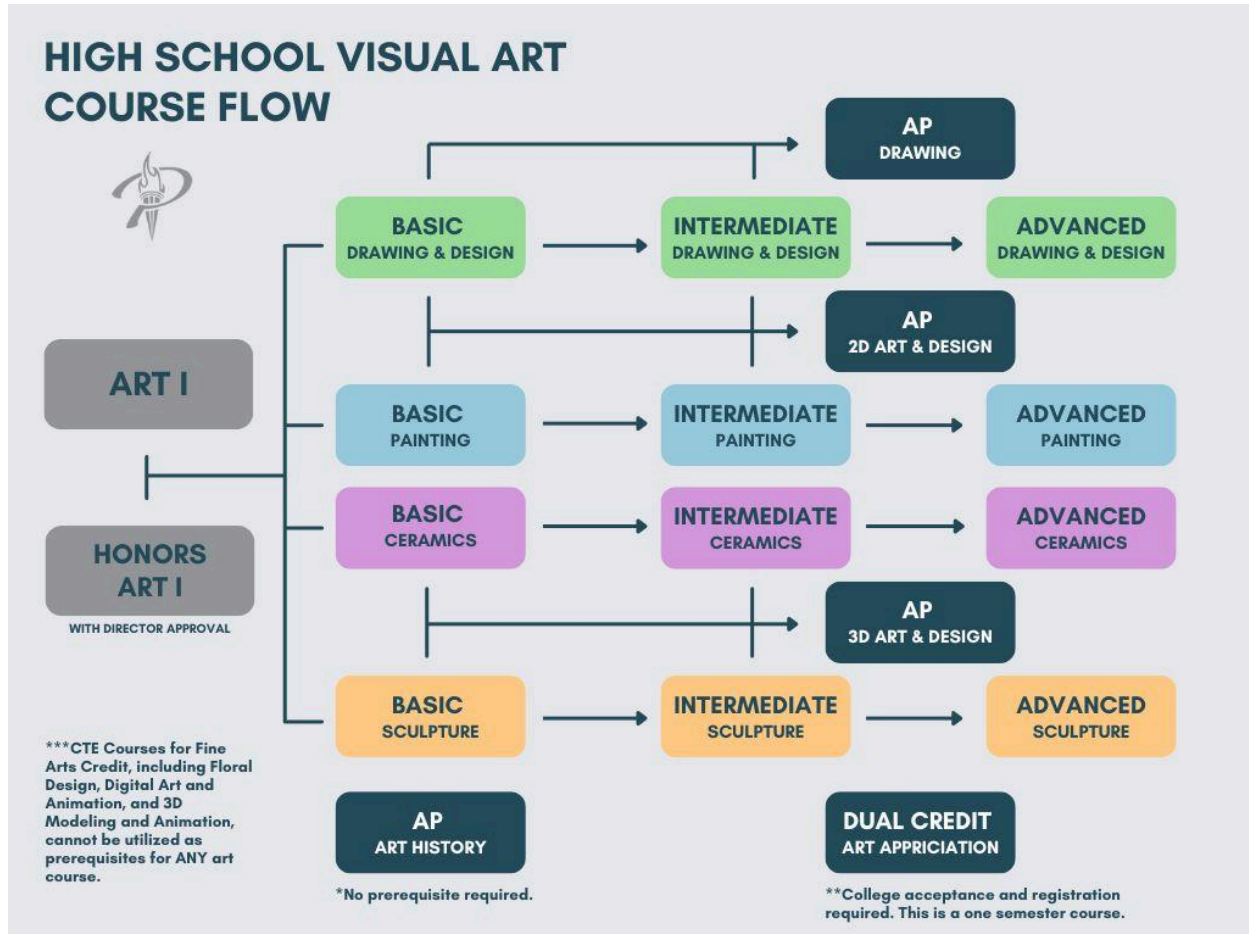 HIGH SCHOOL VISUAL ART
COURSE FLOW
AP
DRAWING
BASIC
DRAWING & DESIGN
INTERMEDIATE
DRAWING & DESIGN
ADVANCED
DRAWING & DESIGN
AP
2D ART & DESIGN
ART I
BASIC
PAINTING
INTERMEDIATE
PAINTING
ADVANCED
PAINTING
BASIC
CERAMICS
INTERMEDIATE
CERAMICS
ADVANCED
CERAMICS
HONORS
ART I
WITH DIRECTOR APPROVAL
AP
3D ART & DESIGN
BASIC
SCULPTURE
INTERMEDIATE
SCULPTURE
ADVANCED
SCULPTURE
***CTE Courses for Fine
Arts Credit, including Floral
Design, Digital Art and
Animation, and 3D
Modeling and Animation,
cannot be utilized as
prerequisites for ANY art
course.
AP
ART HISTORY
*No prerequisite required.
DUAL CREDIT
ART APPRICIATION
**College acceptance and registration
required. This is a one semester course.